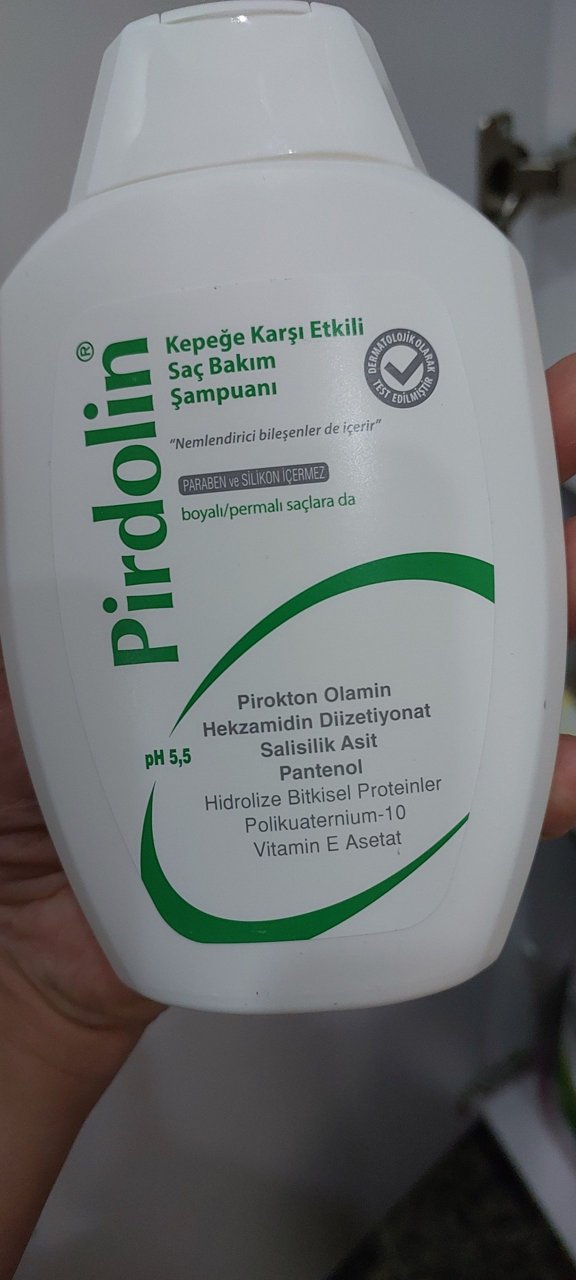 Pirdolin®
Kepeğe Karşı Etkili
Saç Bakım
Şampuanı
DERMATOLOJİK OLARAK
TEST EDİLMİŞTİR
"Nemlendirici bileşenler de içerir"
PARABEN ve SİLİKON İÇERMEZ
boyalı/permalı saçlara da
pH 5,5
Pirokton Olamin
Hekzamidin Diizetiyonat
Salisilik Asit
Pantenol
Hidrolize Bitkisel Proteinler
Polikuaternium-10
Vitamin E Asetat